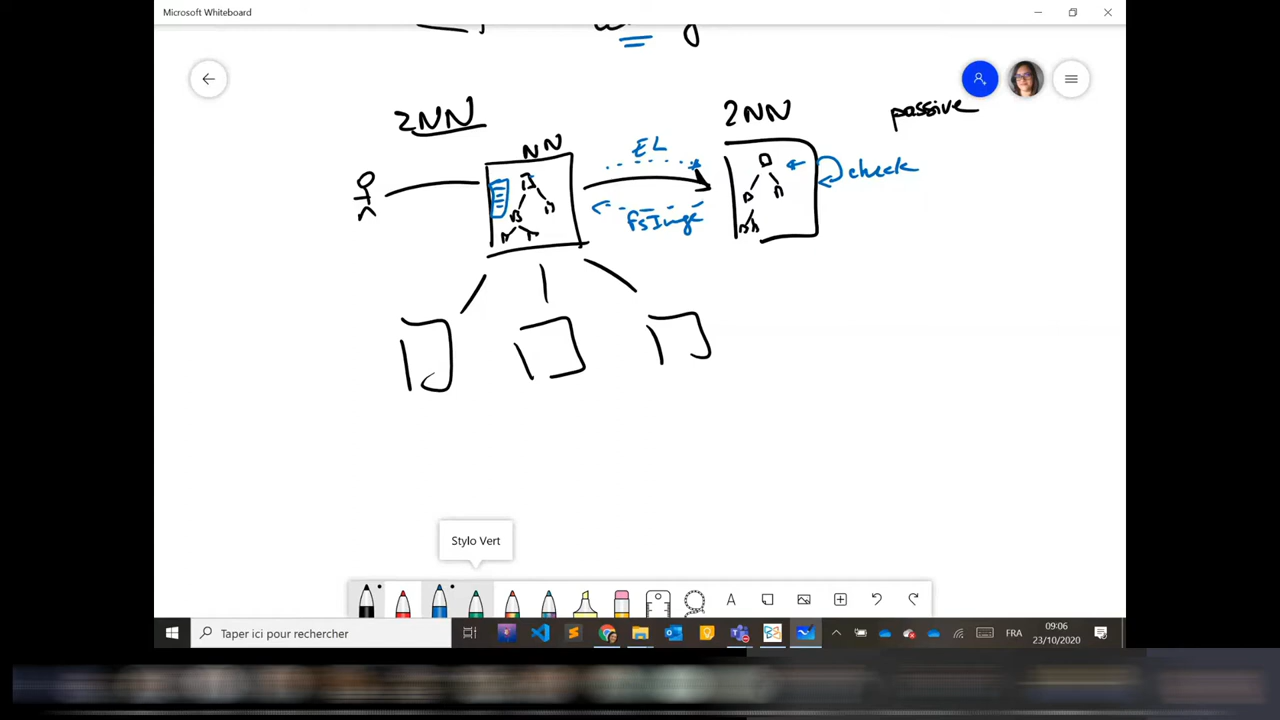 Microsoft Whiteboard
2NN
2NN
passive
NN
EL
check
fsImge
Stylo Vert
A
Taper ici pour rechercher
FRA
09:06
23/10/2020